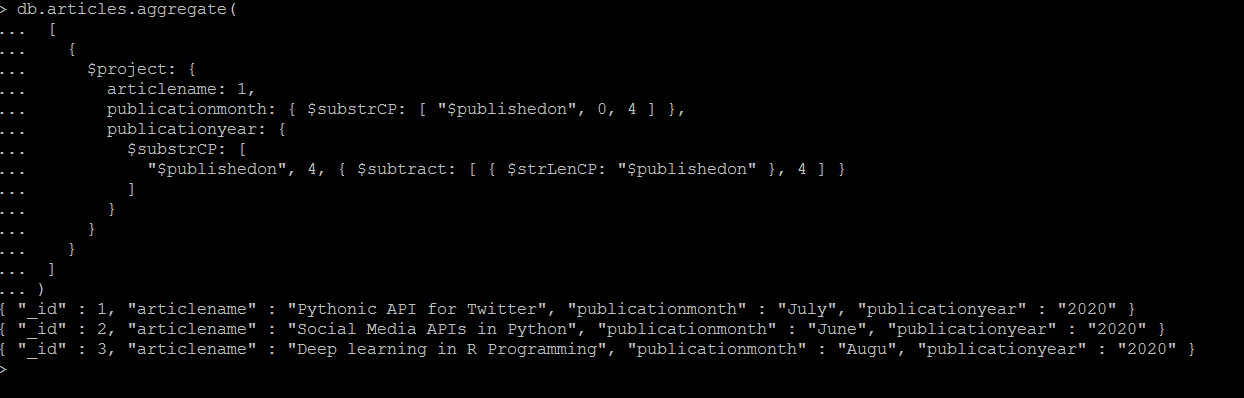 > db.articles.aggregate(
...  [
...    {
...      $project: {
...        articlename: 1,
...        publicationmonth: { $substrCP: [ "$publishedon", 0, 4 ] },
...        publicationyear: {
...          $substrCP: [
...            "$publishedon", 4, { $subtract: [ { $strLenCP: "$publishedon" }, 4 ] }
...          ]
...        }
...      }
...    }
...  ]
... )
{ "_id" : 1, "articlename" : "Pythonic API for Twitter", "publicationmonth" : "July", "publicationyear" : "2020" }
{ "_id" : 2, "articlename" : "Social Media APIs in Python", "publicationmonth" : "June", "publicationyear" : "2020" }
{ "_id" : 3, "articlename" : "Deep learning in R Programming", "publicationmonth" : "Augu", "publicationyear" : "2020" }
>